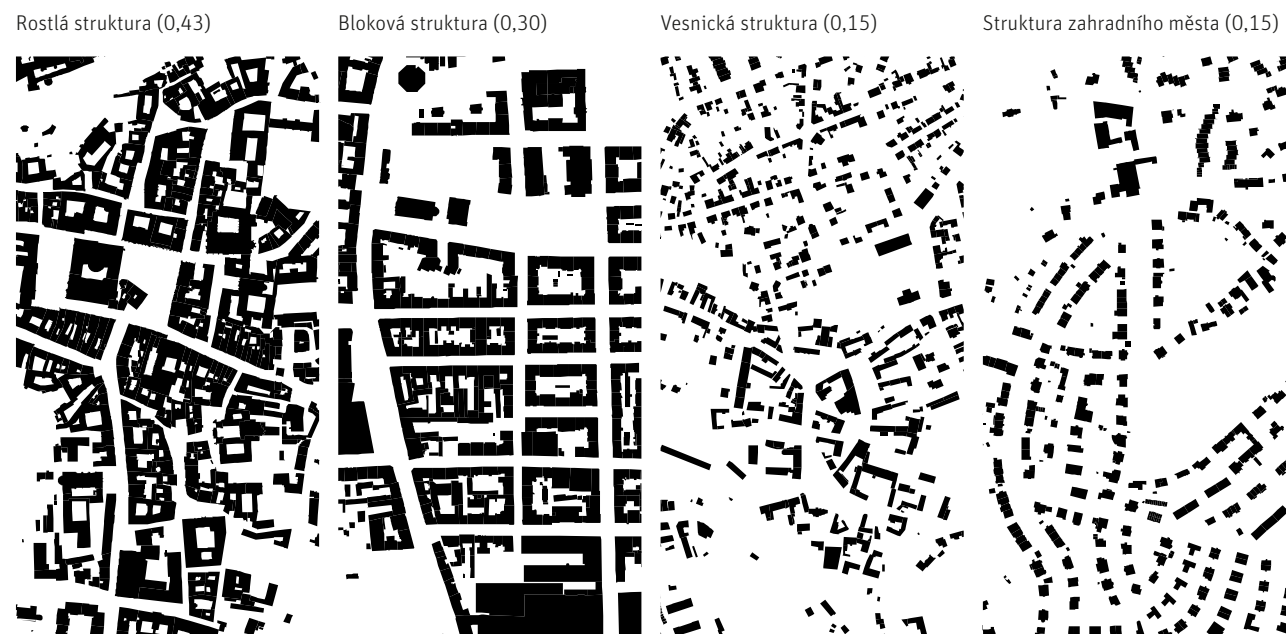 Rostlá struktura (0,43)
Bloková struktura (0,30)
Vesnická struktura (0,15)
Struktura zahradního města (0,15)